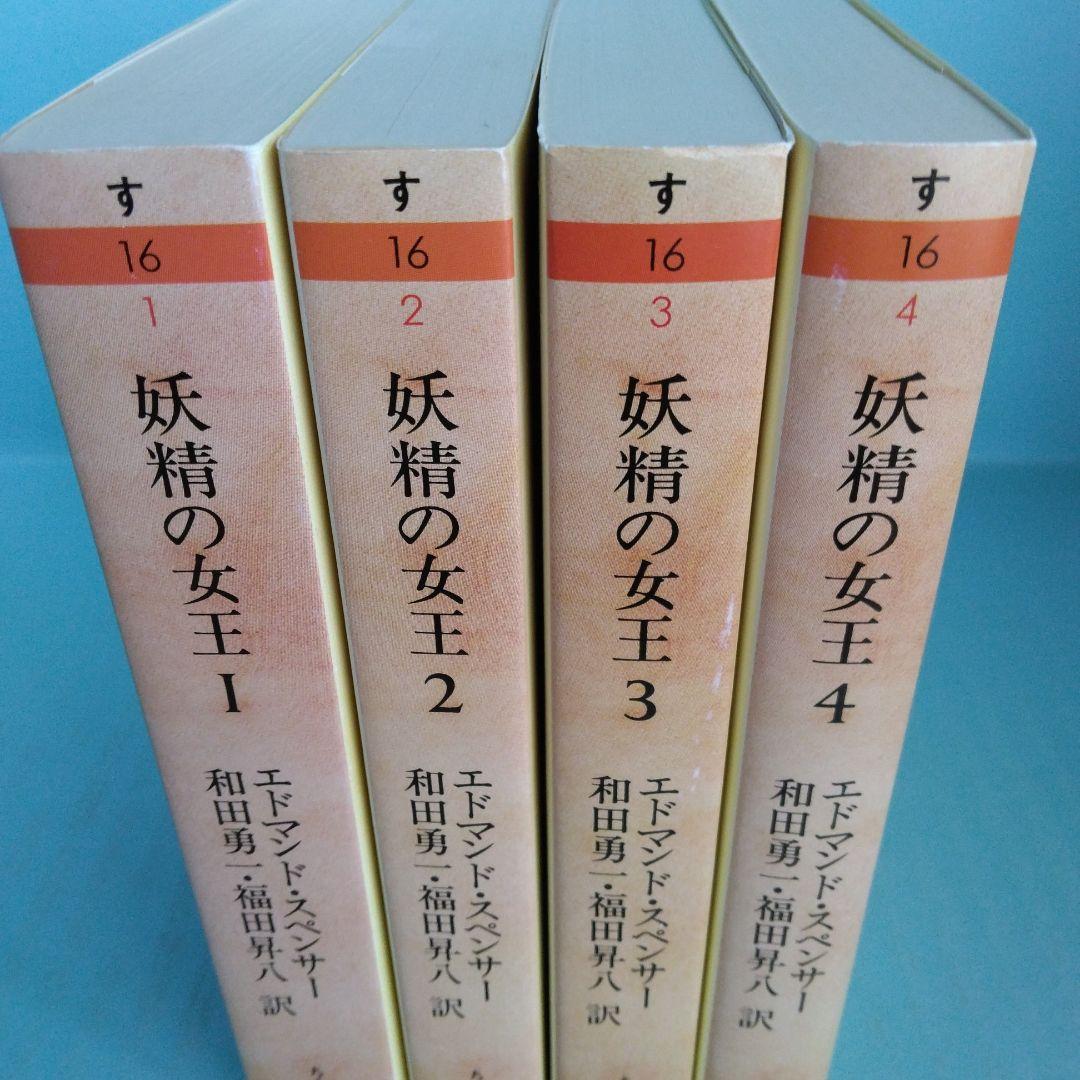 す
16
1
妖精の女王 1
エドマンド・スペンサー
和田勇一・福田昇八 訳
す
16
2
妖精の女王 2
エドマンド・スペンサー
和田勇一・福田昇八 訳
す
16
3
妖精の女王 3
エドマンド・スペンサー
和田勇一・福田昇八 訳
す
16
4
妖精の女王 4
エドマンド・スペンサー
和田勇一・福田昇八 訳